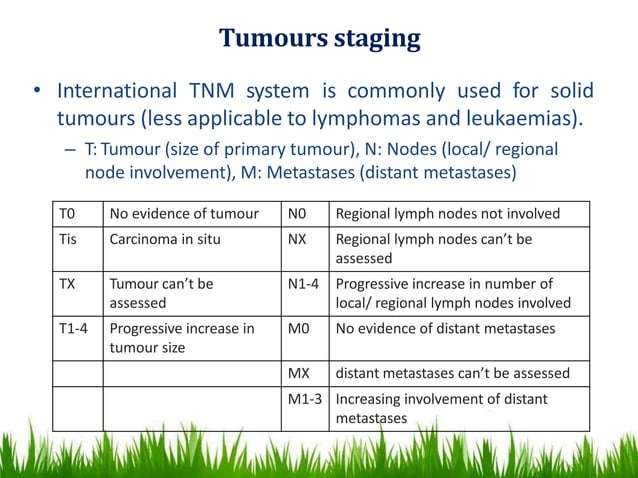 Tumours staging
• International TNM system is commonly used for solid
tumours (less applicable to lymphomas and leukaemias).
– T: Tumour (size of primary tumour), N: Nodes (local/ regional
node involvement), M: Metastases (distant metastases)
T0 No evidence of tumour N0 Regional lymph nodes not involved
Tis Carcinoma in situ NX Regional lymph nodes can't be
assessed
TX Tumour can't be N1-4 Progressive increase in number of
assessed local/ regional lymph nodes involved
T1-4 Progressive increase in M0 No evidence of distant metastases
tumour size
MX distant metastases can't be assessed
M1-3 Increasing involvement of distant
metastases